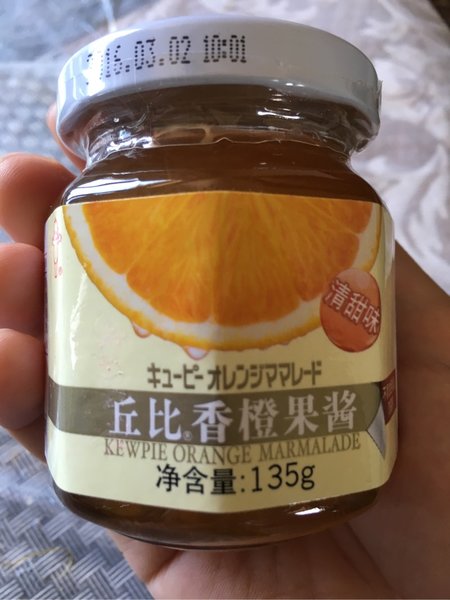 16.03.02 10:01
清甜味
キューピー オレンジママレード
丘比®香橙果酱
KEWPIE ORANGE MARMALADE
净含量:135g